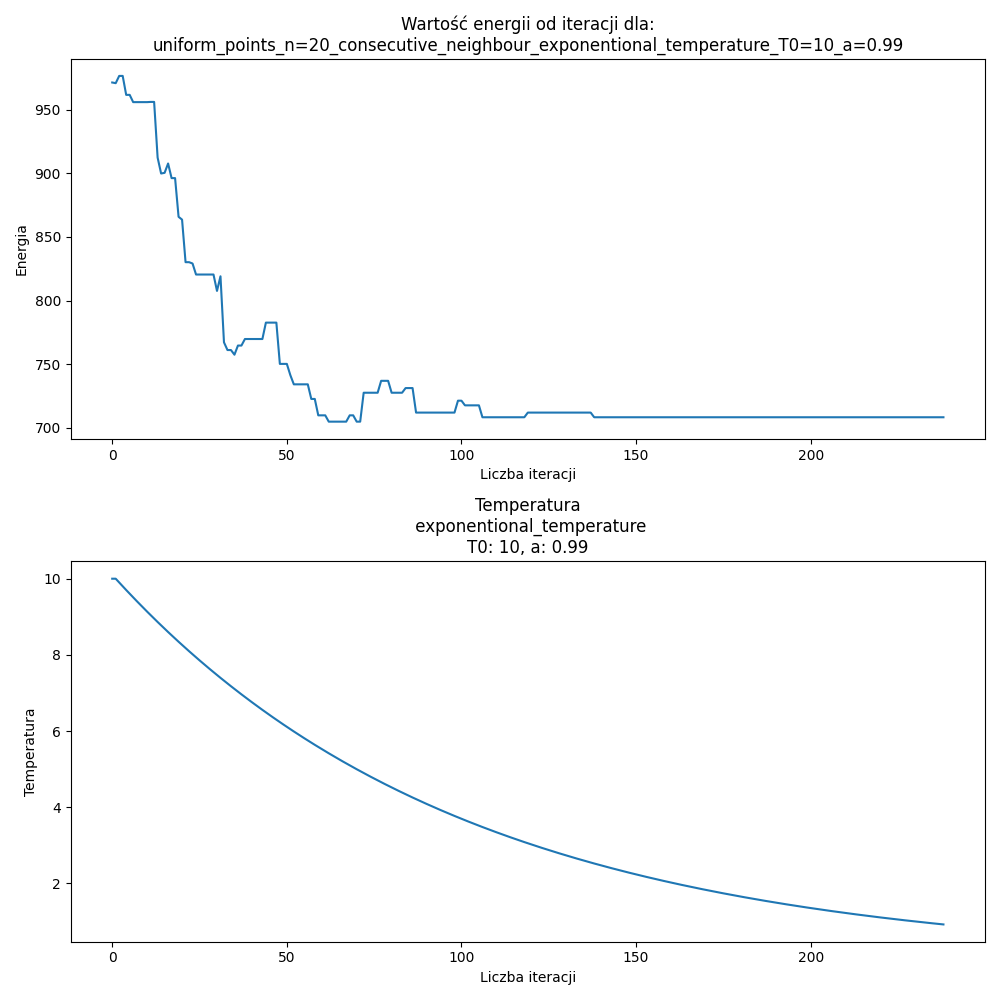 Wartość energii od iteracji dla:
uniform_points_n=20_consecutive_neighbour_exponentional_temperature_T0=10_a=0.99
950
900
850
800
750
700
Energia
0 50 100 150 200
Liczba iteracji
Temperatura
exponentional_temperature
T0: 10, a: 0.99
10
8
6
4
2
Temperatura
0 50 100 150 200
Liczba iteracji